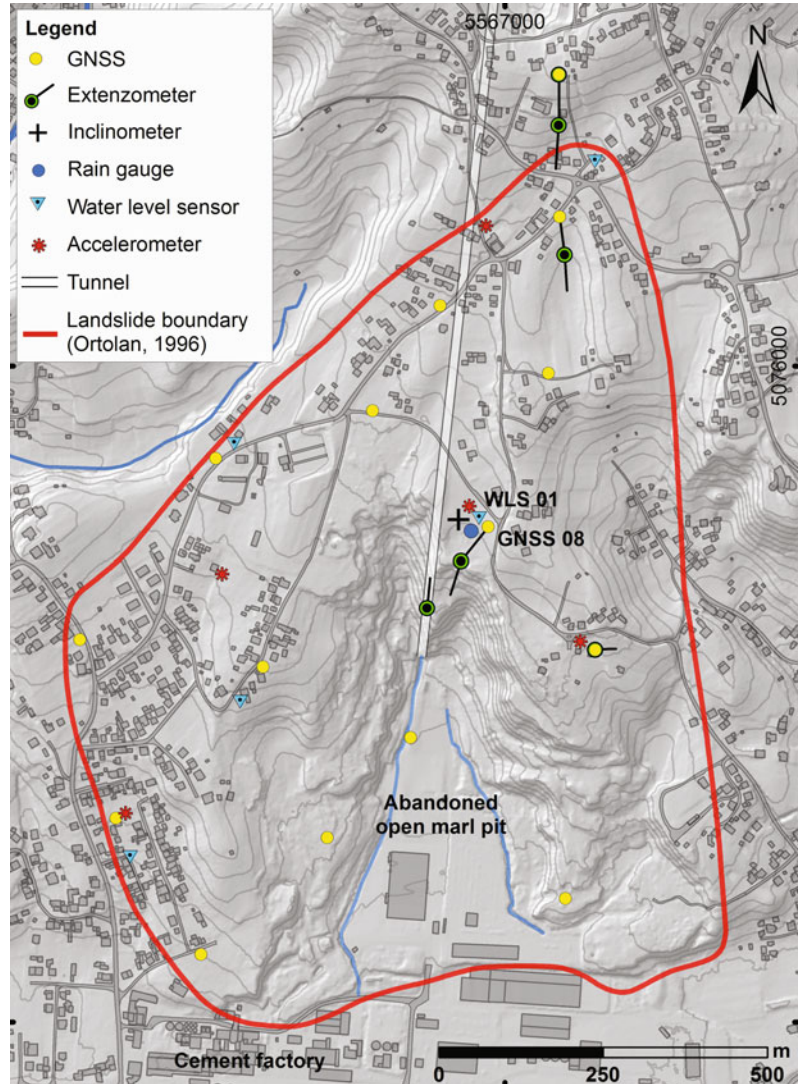 5567000
Legend
GNSS
Extenzometer
Inclinometer
Rain gauge
Water level sensor
Accelerometer
Tunnel
Landslide boundary
(Ortolan, 1996)
N
5076000
WLS 01
GNSS 08
Abandoned
open marl pit
Cement factory
m
0 250 500